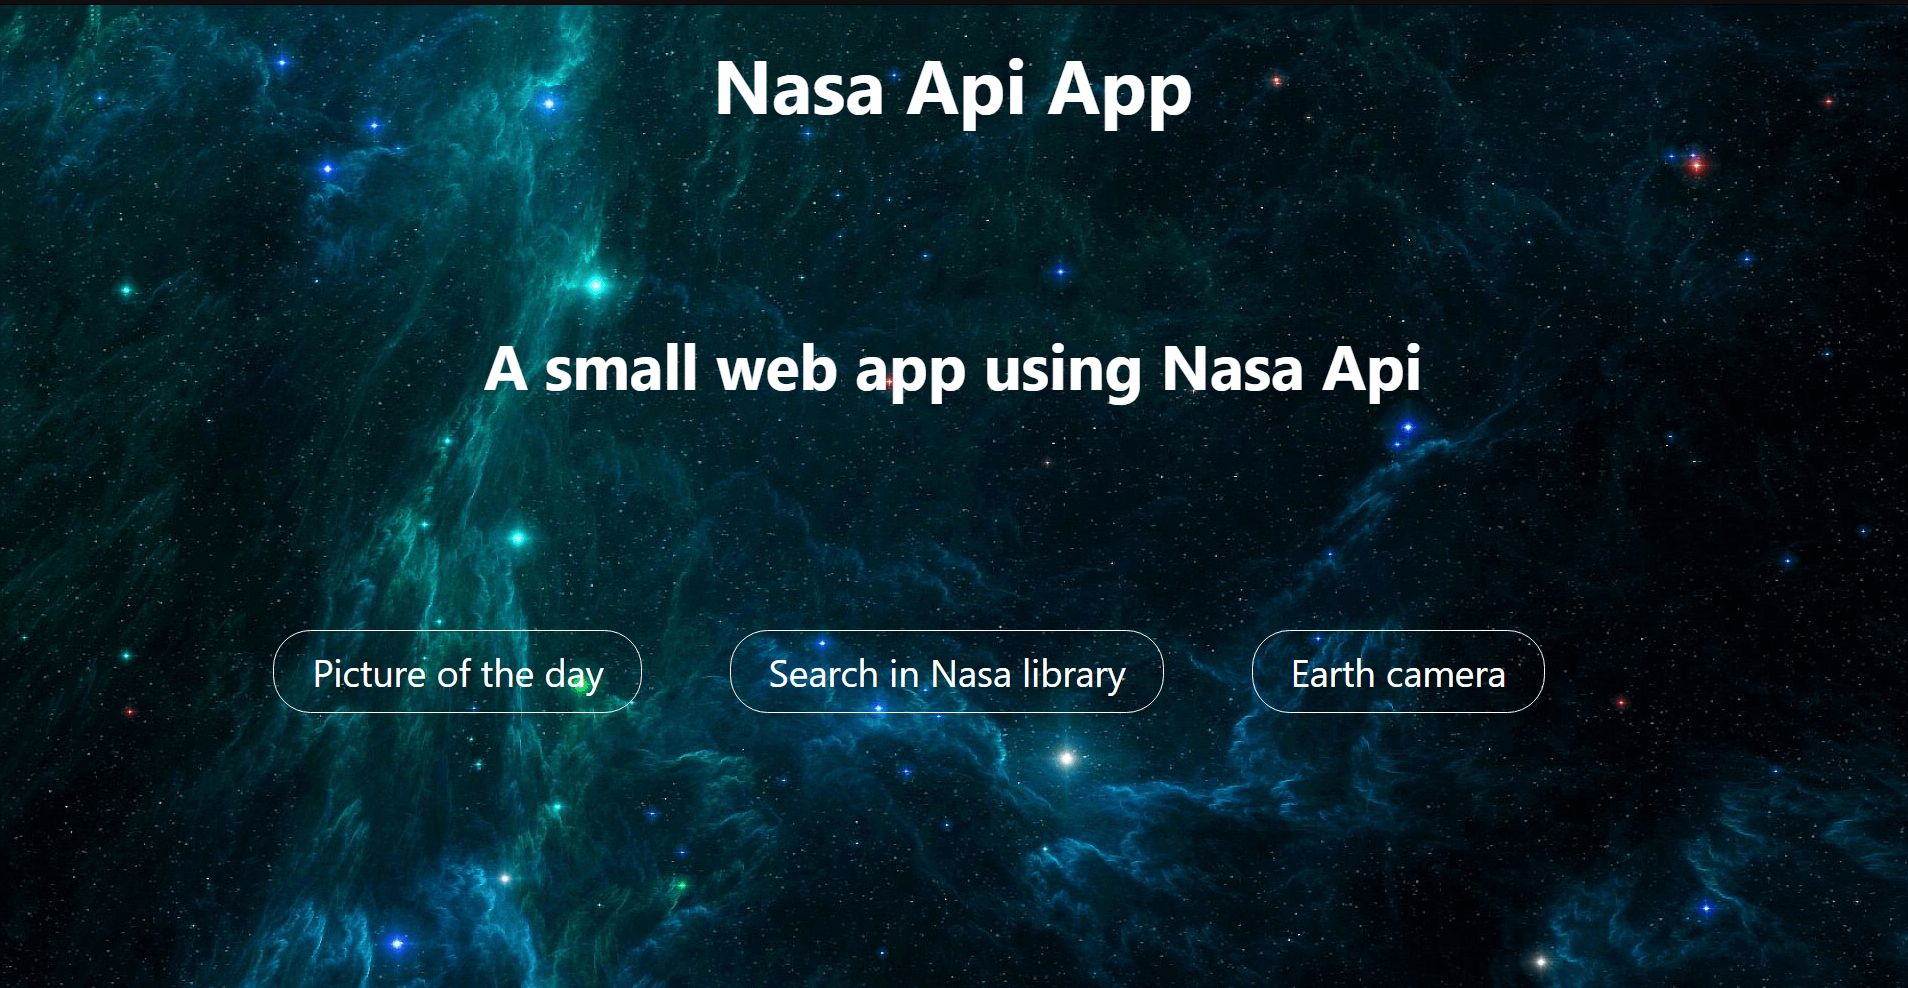 Nasa Api App
A small web app using Nasa Api
Picture of the day
Search in Nasa library
Earth camera